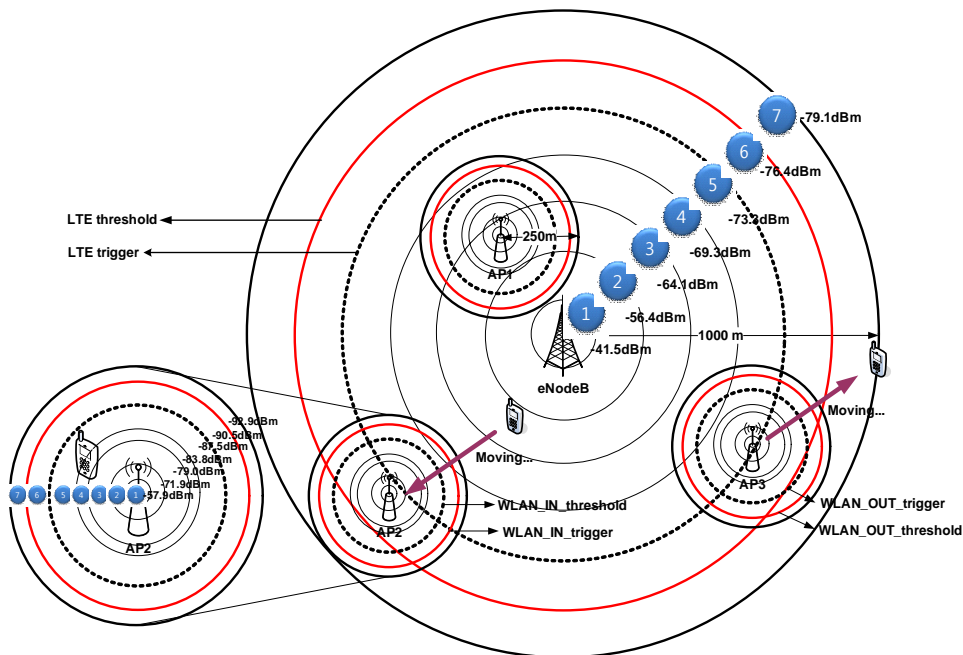 7
-79.1dBm
6
-76.4dBm
5
-73.3dBm
4
-69.3dBm
3
-64.1dBm
2
-56.4dBm
1
-41.5dBm
LTE threshold
LTE trigger
250m
AP1
1000 m
eNodeB
Moving...
Moving...
AP3
WLAN_OUT_trigger
WLAN_OUT_threshold
WLAN_IN_threshold
WLAN_IN_trigger
AP2
-92.9dBm
-90.5dBm
-87.5dBm
-83.8dBm
-79.0dBm
-71.9dBm
-57.9dBm
7 6 5 4 3 2 1
AP2